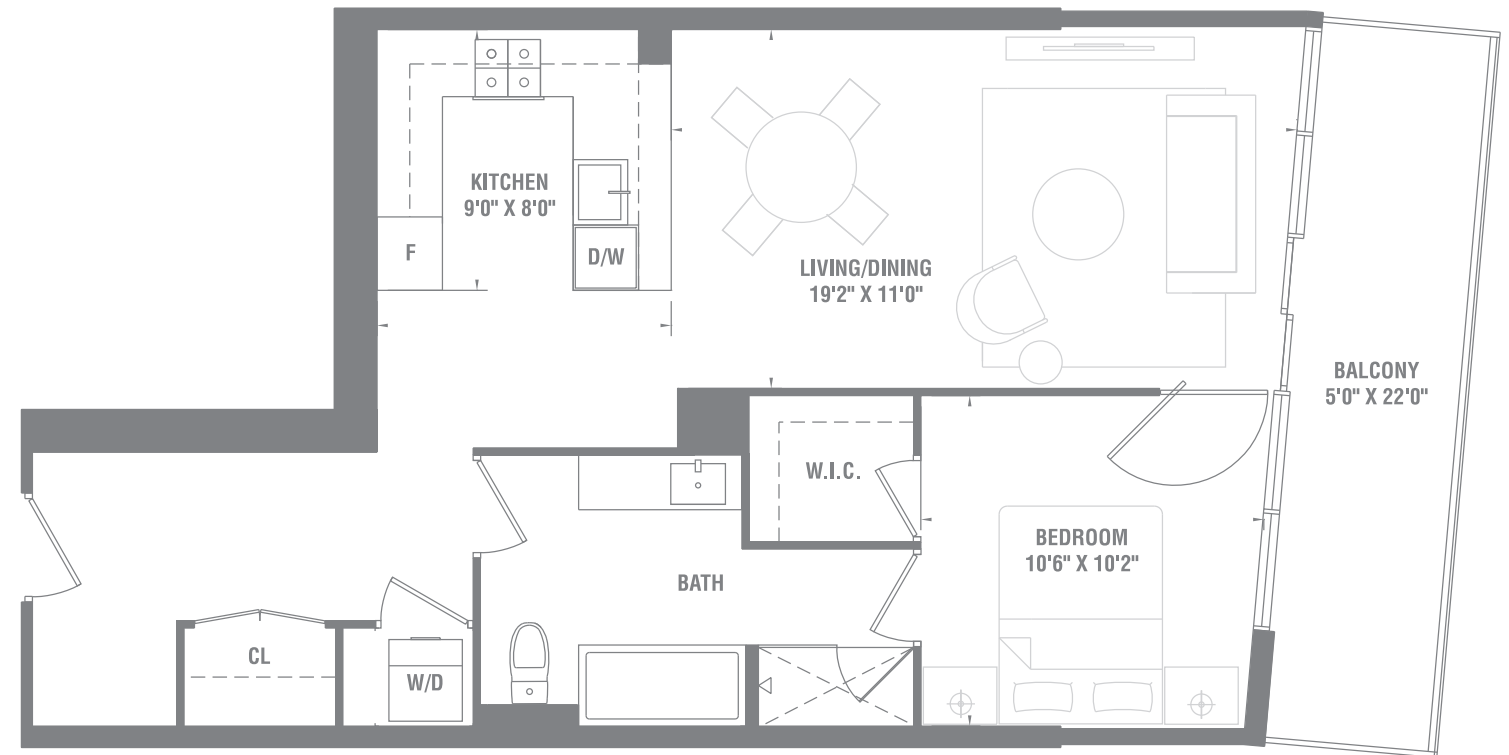 KITCHEN
9'0" X 8'0"
F
D/W
LIVING/DINING
19'2" X 11'0"
BALCONY
5'0" X 22'0"
W.I.C.
BEDROOM
10'6" X 10'2"
BATH
CL
W/D